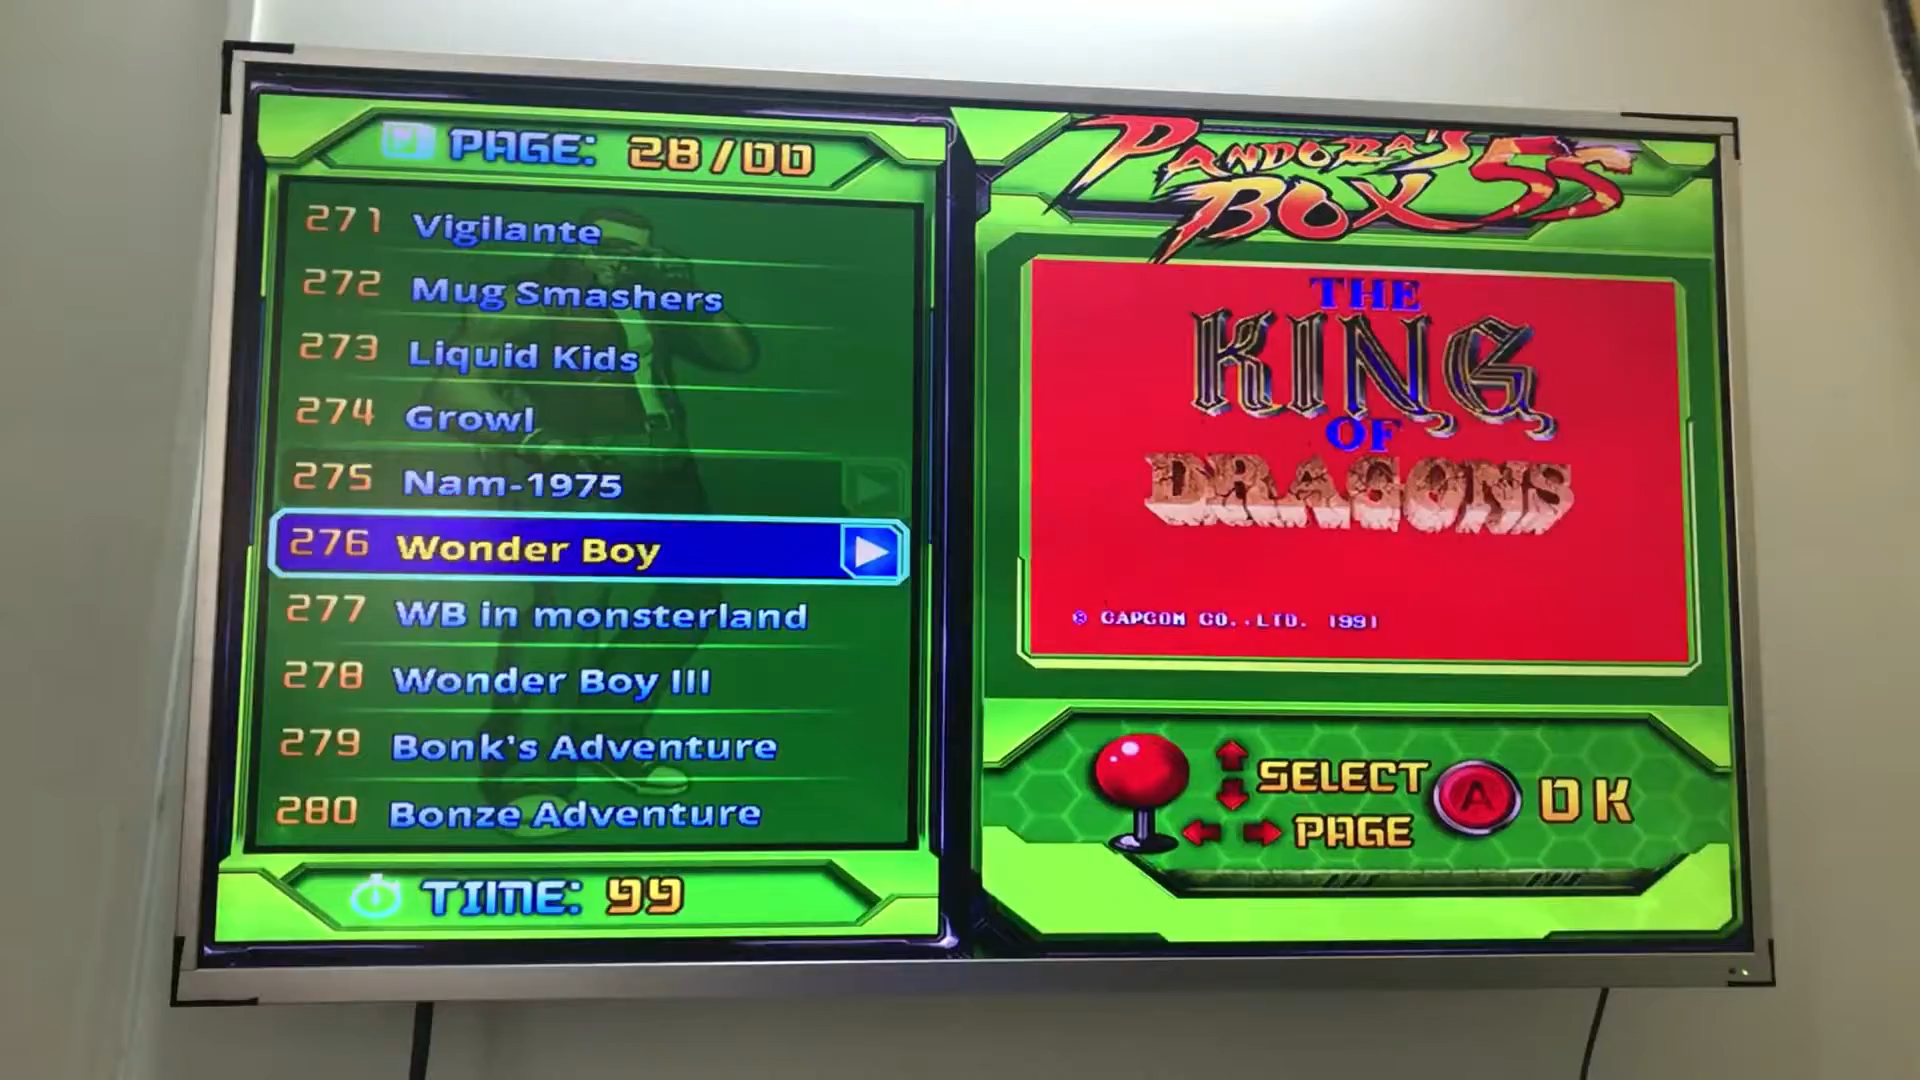 PAGE: 28/00
271 Vigilante
272 Mug Smashers
273 Liquid Kids
274 Growl
275 Nam-1975
276 Wonder Boy
277 WB in monsterland
278 Wonder Boy III
279 Bonk's Adventure
280 Bonze Adventure
TIME: 99
PANDORA'S
BOX 5S
THE
KING
OF
DRAGONS
© CAPCOM CO.,LTD. 1991
SELECT
PAGE
A OK